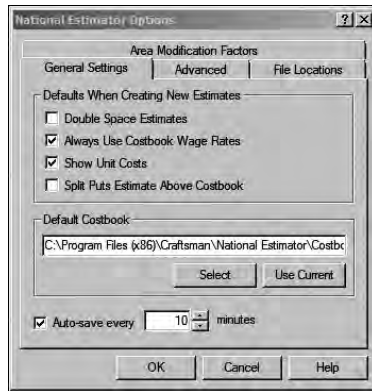 National Estimator Options
Area Modification Factors
General Settings
Advanced
File Locations
Defaults When Creating New Estimates
Double Space Estimates
Always Use Costbook Wage Rates
Show Unit Costs
Split Puts Estimate Above Costbook
Default Costbook
C:\Program Files (x86)\Craftsman\National Estimator\Costbo
Select
Use Current
Auto-save every 10 minutes
OK
Cancel
Help